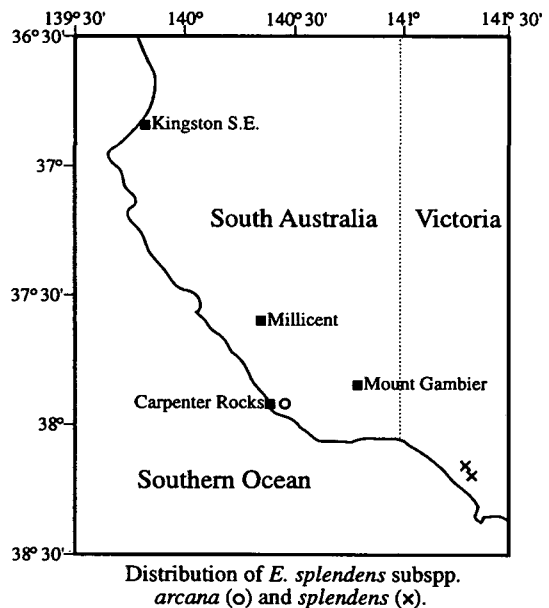 139° 30' 140° 140° 30' 141° 141° 30'
36° 30'
Kingston S.E.
37°
South Australia Victoria
37° 30'
Millicent
Mount Gambier
Carpenter Rocks
38°
Southern Ocean
38° 30'
Distribution of E. splendens subspp.
arcana (o) and splendens (×).